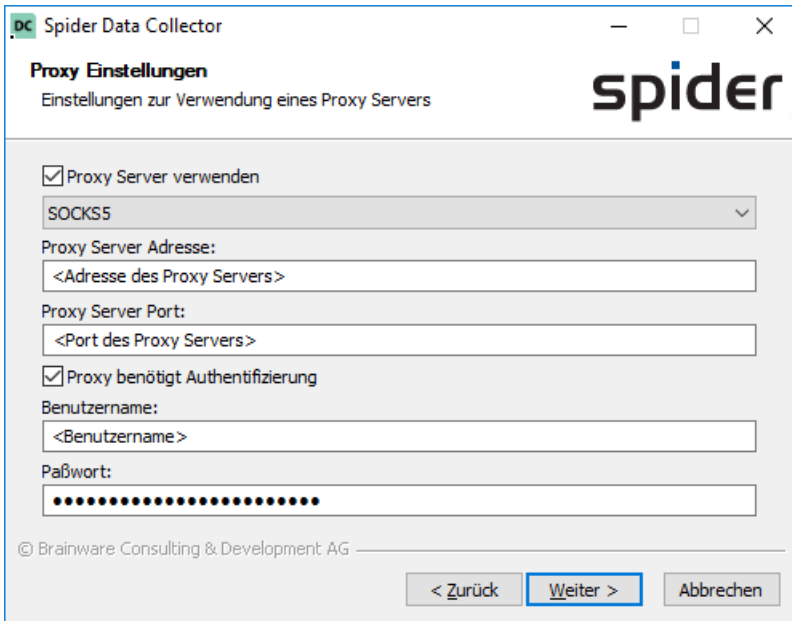 DC Spider Data Collector
Proxy Einstellungen
Einstellungen zur Verwendung eines Proxy Servers
spider
Proxy Server verwenden
SOCKS5
Proxy Server Adresse:
<Adresse des Proxy Servers>
Proxy Server Port:
<Port des Proxy Servers>
Proxy benötigt Authentifizierung
Benutzername:
<Benutzername>
Paßwort:
••••••••••••••••••••••••
© Brainware Consulting & Development AG
< Zurück Weiter > Abbrechen